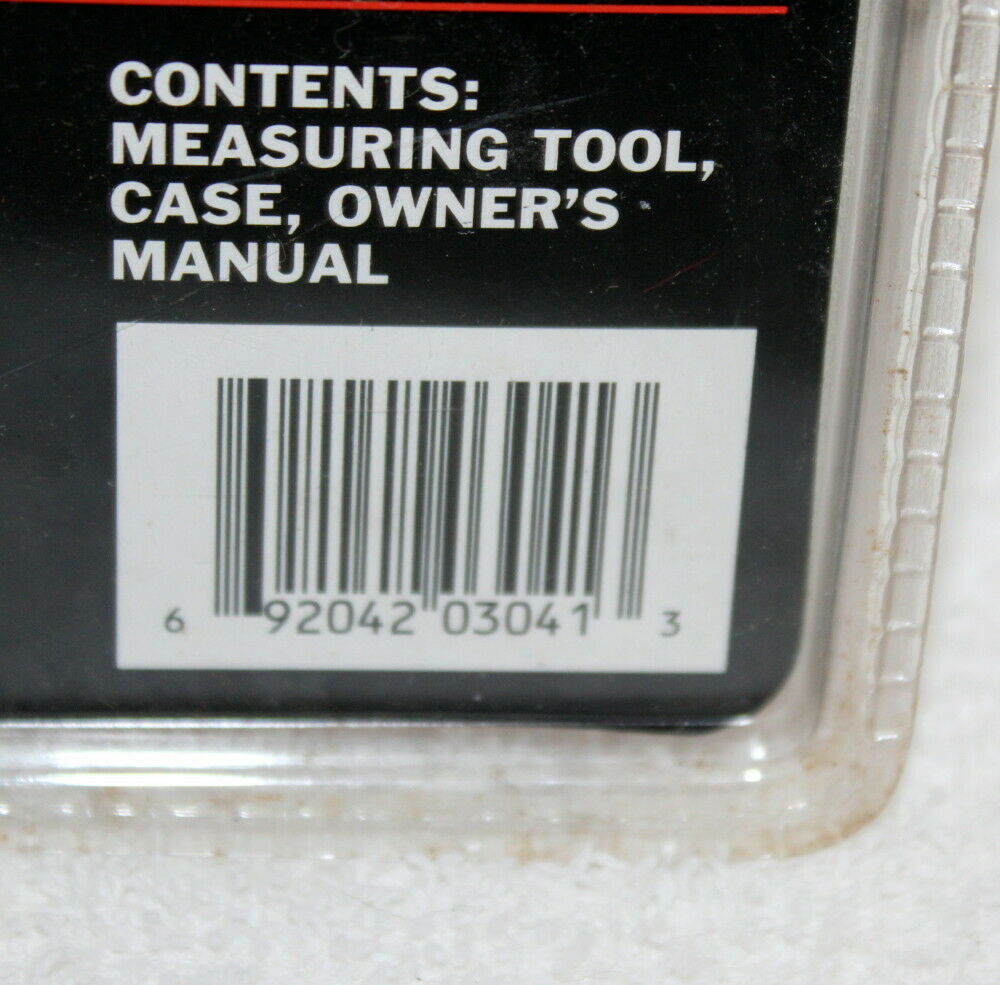 CONTENTS:
MEASURING TOOL,
CASE, OWNER'S
MANUAL
6 92042 03041 3